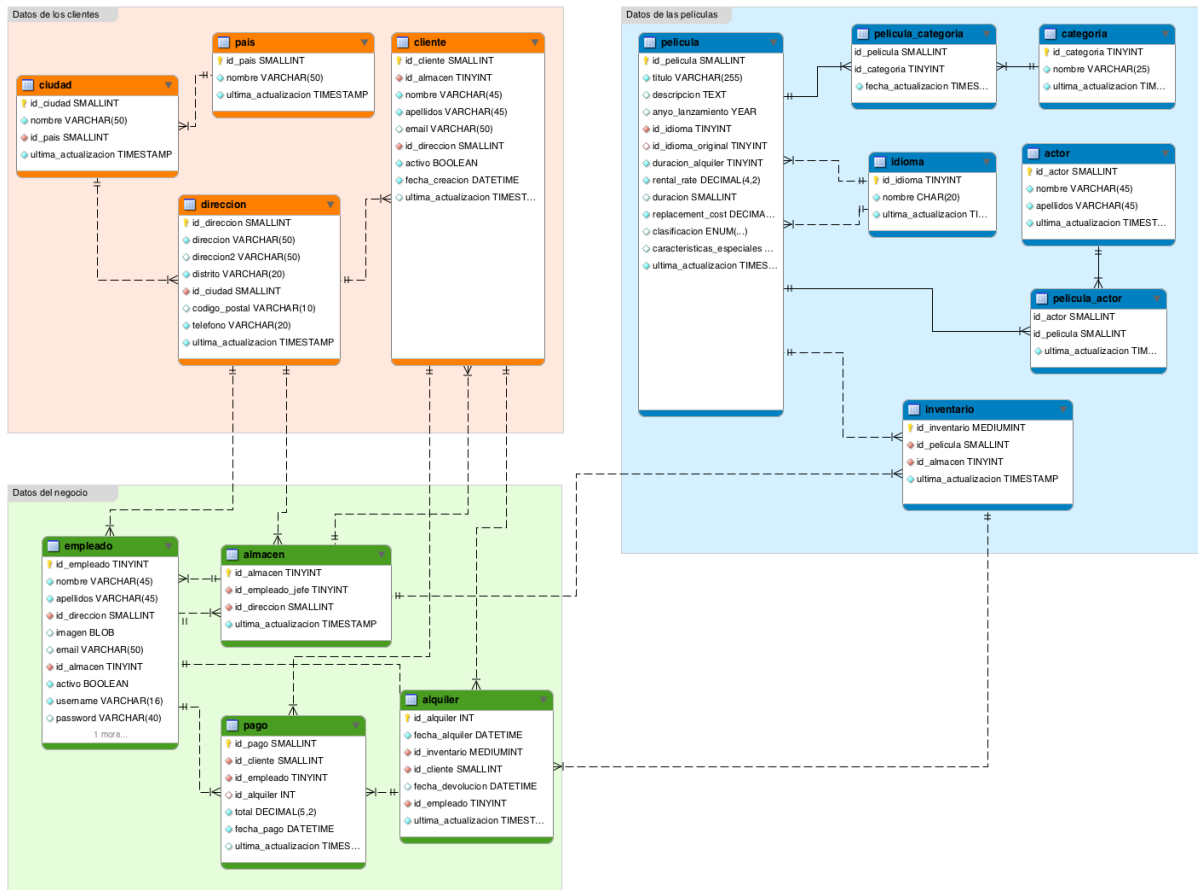 Datos de los clientes
pais
id_pais SMALLINT
nombre VARCHAR(50)
ultima_actualizacion TIMESTAMP
cliente
id_cliente SMALLINT
id_almacen TINYINT
nombre VARCHAR(45)
apellidos VARCHAR(45)
email VARCHAR(50)
id_direccion SMALLINT
activo BOOLEAN
fecha_creacion DATETIME
ultima_actualizacion TIMEST...
ciudad
id_ciudad SMALLINT
nombre VARCHAR(50)
id_pais SMALLINT
ultima_actualizacion TIMESTAMP
direccion
id_direccion SMALLINT
direccion VARCHAR(50)
direccion2 VARCHAR(50)
distrito VARCHAR(20)
id_ciudad SMALLINT
codigo_postal VARCHAR(10)
telefono VARCHAR(20)
ultima_actualizacion TIMESTAMP
Datos de las peliculas
pelicula
id_pelicula SMALLINT
titulo VARCHAR(255)
descripcion TEXT
anyo_lanzamiento YEAR
id_idioma TINYINT
id_idioma_original TINYINT
duracion_alquiler TINYINT
rental_rate DECIMAL(4,2)
duracion SMALLINT
replacement_cost DECIMA...
clasificacion ENUM(...)
caracteristicas_especiales ...
ultima_actualizacion TIMES...
pelicula_categoria
id_pelicula SMALLINT
id_categoria TINYINT
fecha_actualizacion TIMES...
categoria
id_categoria TINYINT
nombre VARCHAR(25)
ultima_actualizacion TIM...
idioma
id_idioma TINYINT
nombre CHAR(20)
ultima_actualizacion TI...
actor
id_actor SMALLINT
nombre VARCHAR(45)
apellidos VARCHAR(45)
ultima_actualizacion TIMEST...
pelicula_actor
id_actor SMALLINT
id_pelicula SMALLINT
ultima_actualizacion TIM...
inventario
id_inventario MEDIUMINT
id_pelicula SMALLINT
id_almacen TINYINT
ultima_actualizacion TIMESTAMP
Datos del negocio
empleado
id_empleado TINYINT
nombre VARCHAR(45)
apellidos VARCHAR(45)
id_direccion SMALLINT
imagen BLOB
email VARCHAR(50)
id_almacen TINYINT
activo BOOLEAN
username VARCHAR(16)
password VARCHAR(40)
1 more...
almacen
id_almacen TINYINT
id_empleado_jefe TINYINT
id_direccion SMALLINT
ultima_actualizacion TIMESTAMP
pago
id_pago SMALLINT
id_cliente SMALLINT
id_empleado TINYINT
id_alquiler INT
total DECIMAL(5,2)
fecha_pago DATETIME
ultima_actualizacion TIMES...
alquiler
id_alquiler INT
fecha_alquiler DATETIME
id_inventario MEDIUMINT
id_cliente SMALLINT
fecha_devolucion DATETIME
id_empleado TINYINT
ultima_actualizacion TIMEST...